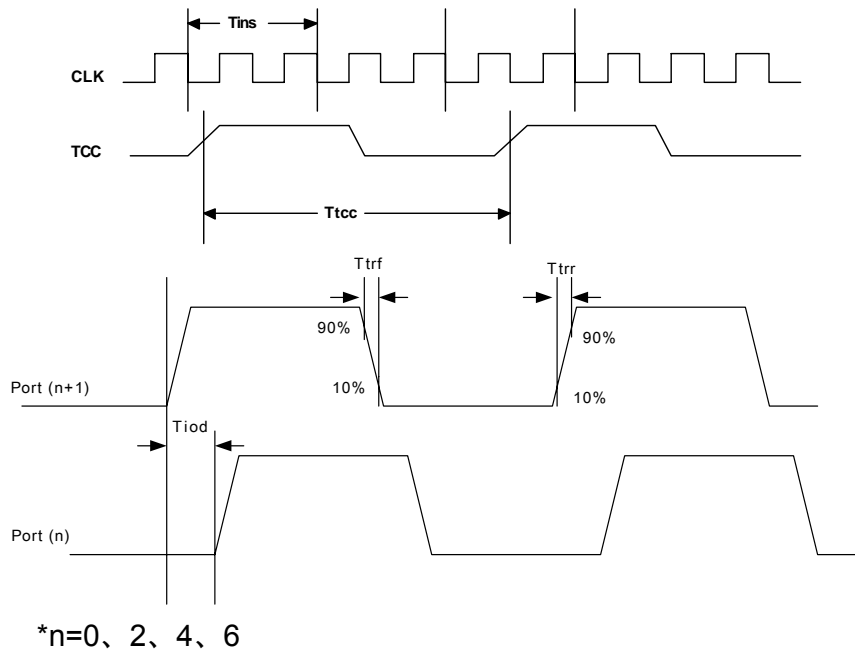 Tins
CLK
TCC
Ttcc
Ttrf
Ttrr
90%
90%
10%
10%
Port (n+1)
Tiod
Port (n)
*n=0、2、4、6